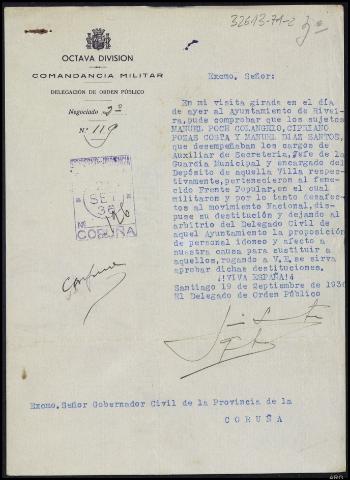 32613-71-2
OCTAVA DIVISION
COMANDANCIA MILITAR
DELEGACIÓN DE ORDEN PÚBLICO
Negociado 2º
N.º 119
SET
36
CORUÑA
Conforme
Excmo. Señor:
En mi visita girada en el día
de ayer al Ayuntamiento de Rivei-
ra, pude comprobar que los sujetos
MANUEL POCH COLANGELO, CIPRIANO
POZAS COSTA Y MANUEL DIAZ SANTOS,
que desempeñaban los cargos de
Auxiliar de Secretería, Jefe de la
Guardia Municipal y encargado del
Depósito de aquella Villa respec-
tivamente, pertenecieron al fene-
cido Frente Popular, en el cual
militaron y por lo tanto desafec-
tos al movimiento Nacional, dis-
puse su destitución y dejando al
arbitrio del Delegado Civil de
aquel Ayuntamiento la proposición
de personal idoneo y afecto a
nuestra causa para sustituir a
aquellos, rogando a V.E. se sirva
aprobar dichas destituciones.
¡¡VIVA ESPAÑA!!
Santiago 19 de Septiembre de 1936
El Delegado de Orden Público
Excmo. Señor Gobernador Civil de la Provincia de la
CORUÑA